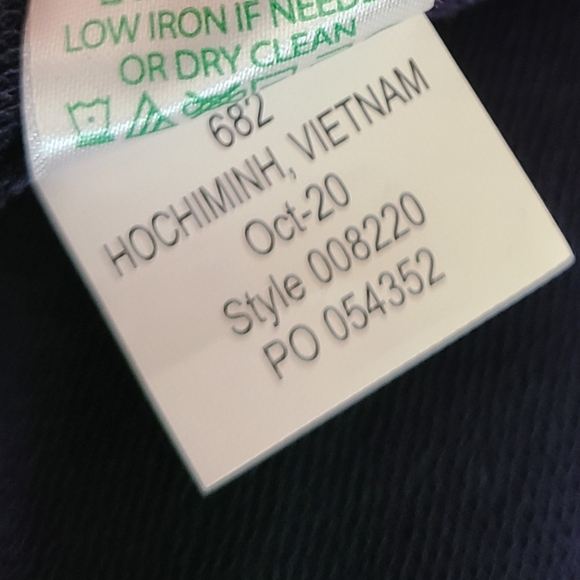 LOW IRON IF NEEDED
OR DRY CLEAN
682
HOCHIMINH, VIETNAM
Oct-20
Style 008220
PO 054352